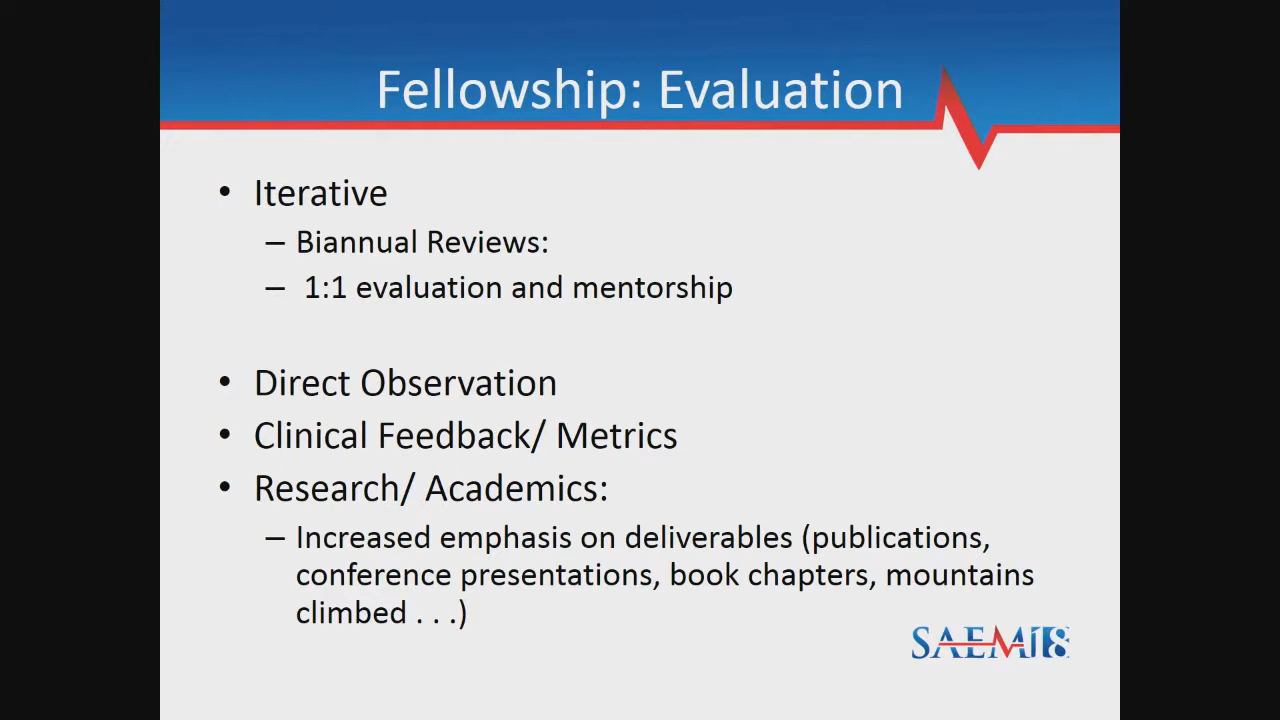 Fellowship: Evaluation
• Iterative
– Biannual Reviews:
– 1:1 evaluation and mentorship
• Direct Observation
• Clinical Feedback/ Metrics
• Research/ Academics:
– Increased emphasis on deliverables (publications,
conference presentations, book chapters, mountains
climbed . . .)
SAEM18